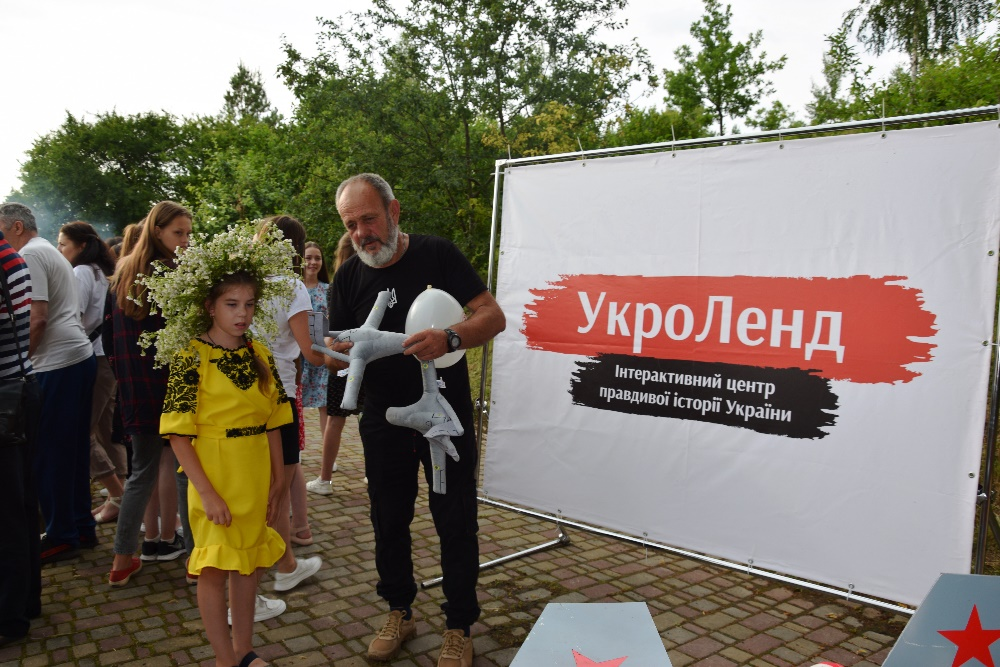 УкроЛенд
Інтерактивний центр
правдивої історії України